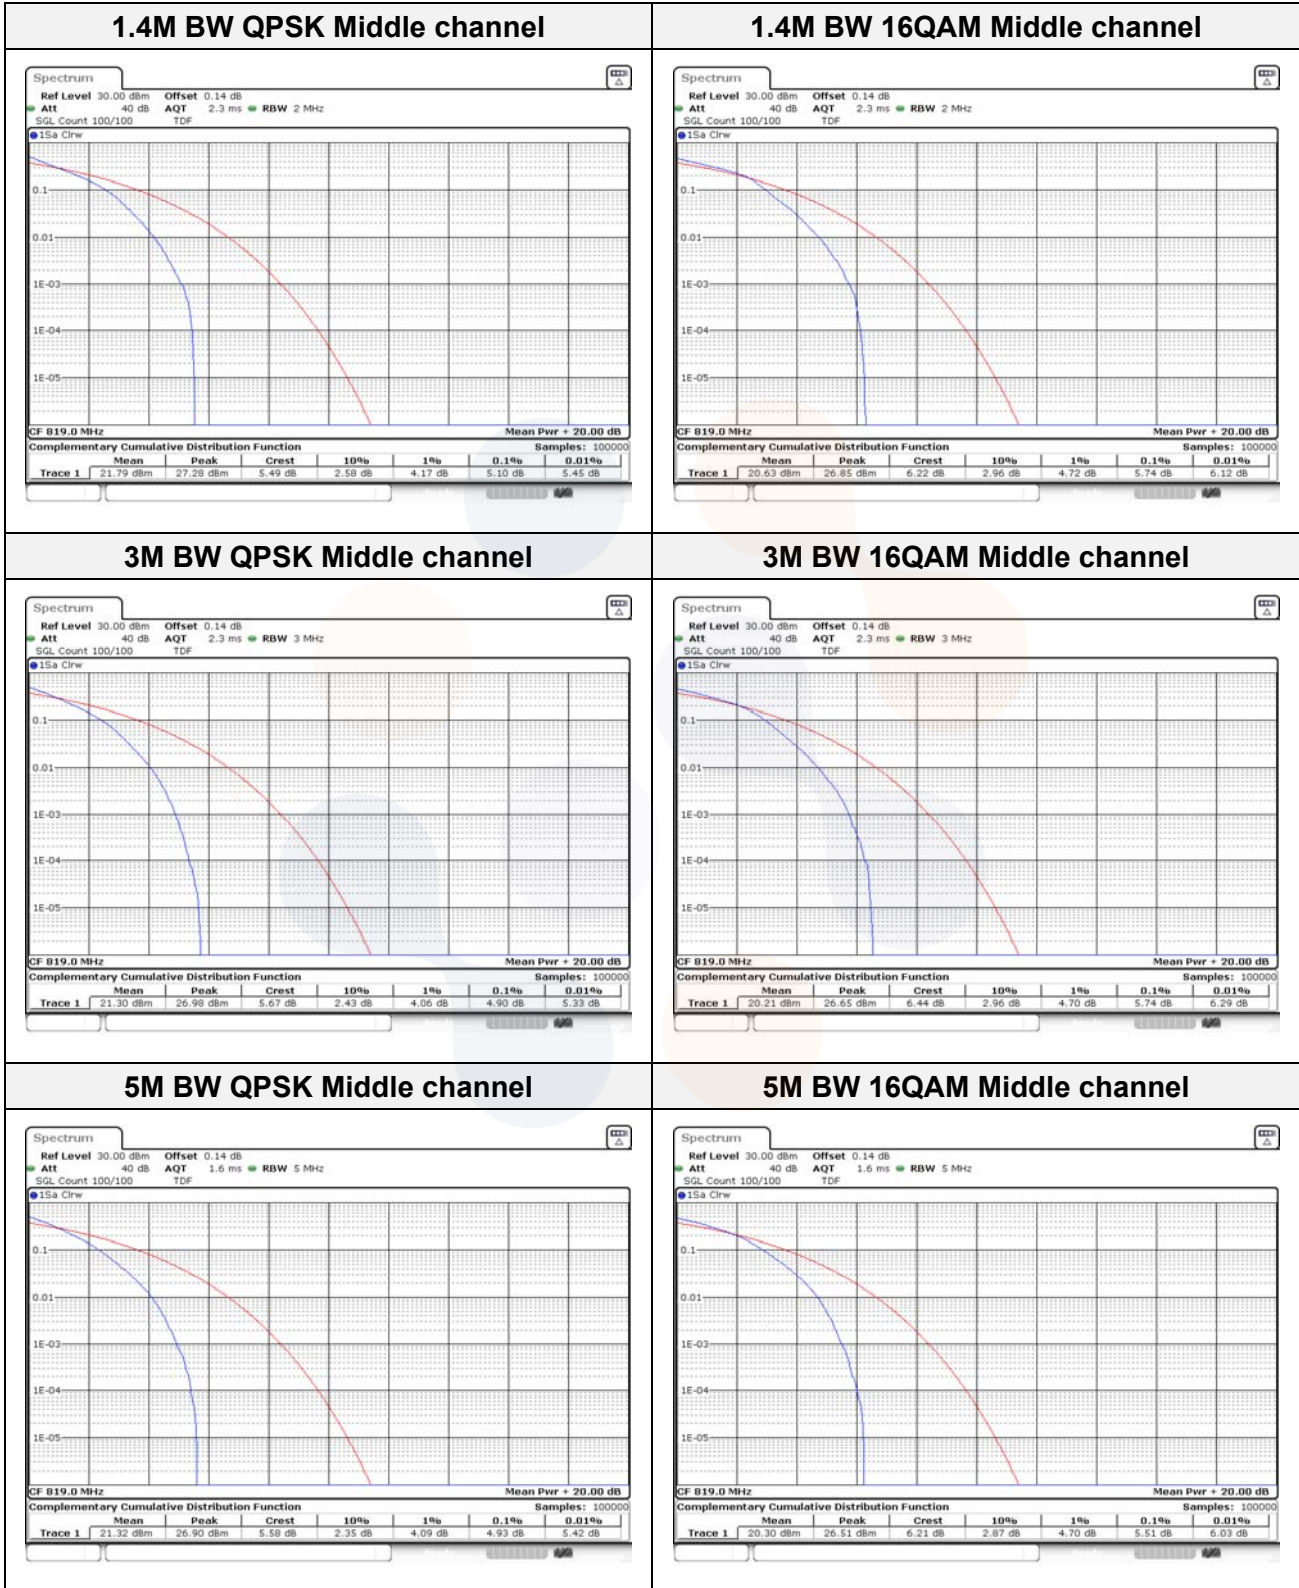 1.4M BW QPSK Middle channel
1.4M BW 16QAM Middle channel
Spectrum
Ref Level 30.00 dBm Offset 0.14 dB
Att 40 dB AQT 2.3 ms RBW 2 MHz
SGL Count 100/100 TDF
1Sa Clrw
0.1
0.01
1E-03
1E-04
1E-05
CF 819.0 MHz Mean Pwr + 20.00 dB
Complementary Cumulative Distribution Function Samples: 100000
Mean Peak Crest 10% 1% 0.1% 0.01%
Trace 1 21.79 dBm 27.28 dBm 5.49 dB 2.58 dB 4.17 dB 5.10 dB 5.45 dB
Spectrum
Ref Level 30.00 dBm Offset 0.14 dB
Att 40 dB AQT 2.3 ms RBW 2 MHz
SGL Count 100/100 TDF
1Sa Clrw
0.1
0.01
1E-03
1E-04
1E-05
CF 819.0 MHz Mean Pwr + 20.00 dB
Complementary Cumulative Distribution Function Samples: 100000
Mean Peak Crest 10% 1% 0.1% 0.01%
Trace 1 20.63 dBm 26.85 dBm 6.22 dB 2.96 dB 4.72 dB 5.74 dB 6.12 dB
3M BW QPSK Middle channel
3M BW 16QAM Middle channel
Spectrum
Ref Level 30.00 dBm Offset 0.14 dB
Att 40 dB AQT 2.3 ms RBW 3 MHz
SGL Count 100/100 TDF
1Sa Clrw
0.1
0.01
1E-03
1E-04
1E-05
CF 819.0 MHz Mean Pwr + 20.00 dB
Complementary Cumulative Distribution Function Samples: 100000
Mean Peak Crest 10% 1% 0.1% 0.01%
Trace 1 21.30 dBm 26.98 dBm 5.67 dB 2.43 dB 4.06 dB 4.90 dB 5.33 dB
Spectrum
Ref Level 30.00 dBm Offset 0.14 dB
Att 40 dB AQT 2.3 ms RBW 3 MHz
SGL Count 100/100 TDF
1Sa Clrw
0.1
0.01
1E-03
1E-04
1E-05
CF 819.0 MHz Mean Pwr + 20.00 dB
Complementary Cumulative Distribution Function Samples: 100000
Mean Peak Crest 10% 1% 0.1% 0.01%
Trace 1 20.21 dBm 26.65 dBm 6.44 dB 2.96 dB 4.70 dB 5.74 dB 6.29 dB
5M BW QPSK Middle channel
5M BW 16QAM Middle channel
Spectrum
Ref Level 30.00 dBm Offset 0.14 dB
Att 40 dB AQT 1.6 ms RBW 5 MHz
SGL Count 100/100 TDF
1Sa Clrw
0.1
0.01
1E-03
1E-04
1E-05
CF 819.0 MHz Mean Pwr + 20.00 dB
Complementary Cumulative Distribution Function Samples: 100000
Mean Peak Crest 10% 1% 0.1% 0.01%
Trace 1 21.32 dBm 26.90 dBm 5.58 dB 2.35 dB 4.09 dB 4.93 dB 5.42 dB
Spectrum
Ref Level 30.00 dBm Offset 0.14 dB
Att 40 dB AQT 1.6 ms RBW 5 MHz
SGL Count 100/100 TDF
1Sa Clrw
0.1
0.01
1E-03
1E-04
1E-05
CF 819.0 MHz Mean Pwr + 20.00 dB
Complementary Cumulative Distribution Function Samples: 100000
Mean Peak Crest 10% 1% 0.1% 0.01%
Trace 1 20.30 dBm 26.51 dBm 6.21 dB 2.87 dB 4.70 dB 5.51 dB 6.03 dB